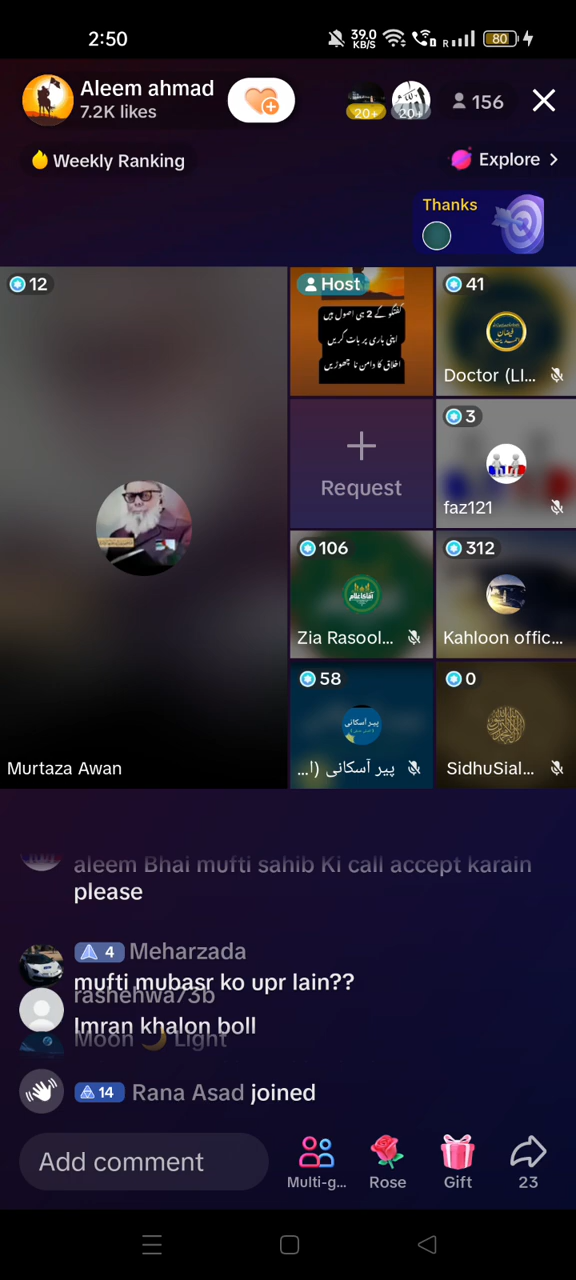 2:50
39.0
KB/S
R
80
Aleem ahmad
7.2K likes
20+
20+
156
Weekly Ranking
Explore
Thanks
12
Murtaza Awan
Host
گفتگو کے 2 ہی اصول ہیں
اپنی باری پر بات کریں
اخلاق کا دامن نا چھوڑیں
41
Doctor (LI...
Request
3
faz121
106
Zia Rasool...
312
Kahloon offic...
58
پیر آسکانی
پیر آسکانی (ا...
0
SidhuSial...
aleem Bhai mufti sahib Ki call accept karain
please
4 Meharzada
mufti mubasr ko upr lain??
rashehwa73b
Imran khalon boll
Moon 🌙 Light
14 Rana Asad joined
Add comment
Multi-g...
Rose
Gift
23